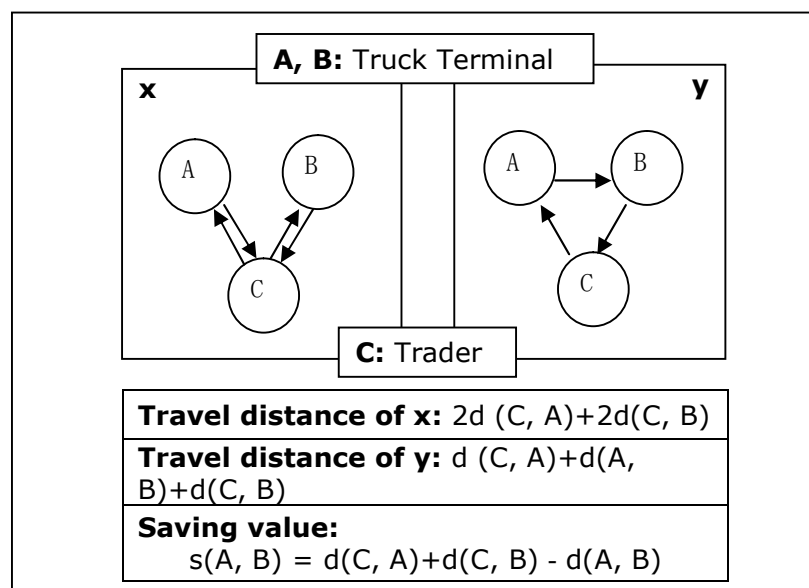 A, B: Truck Terminal
x
A
B
C
y
A
B
C
C: Trader
Travel distance of x: 2d (C, A)+2d(C, B)
Travel distance of y: d (C, A)+d(A,
B)+d(C, B)
Saving value:
s(A, B) = d(C, A)+d(C, B) - d(A, B)